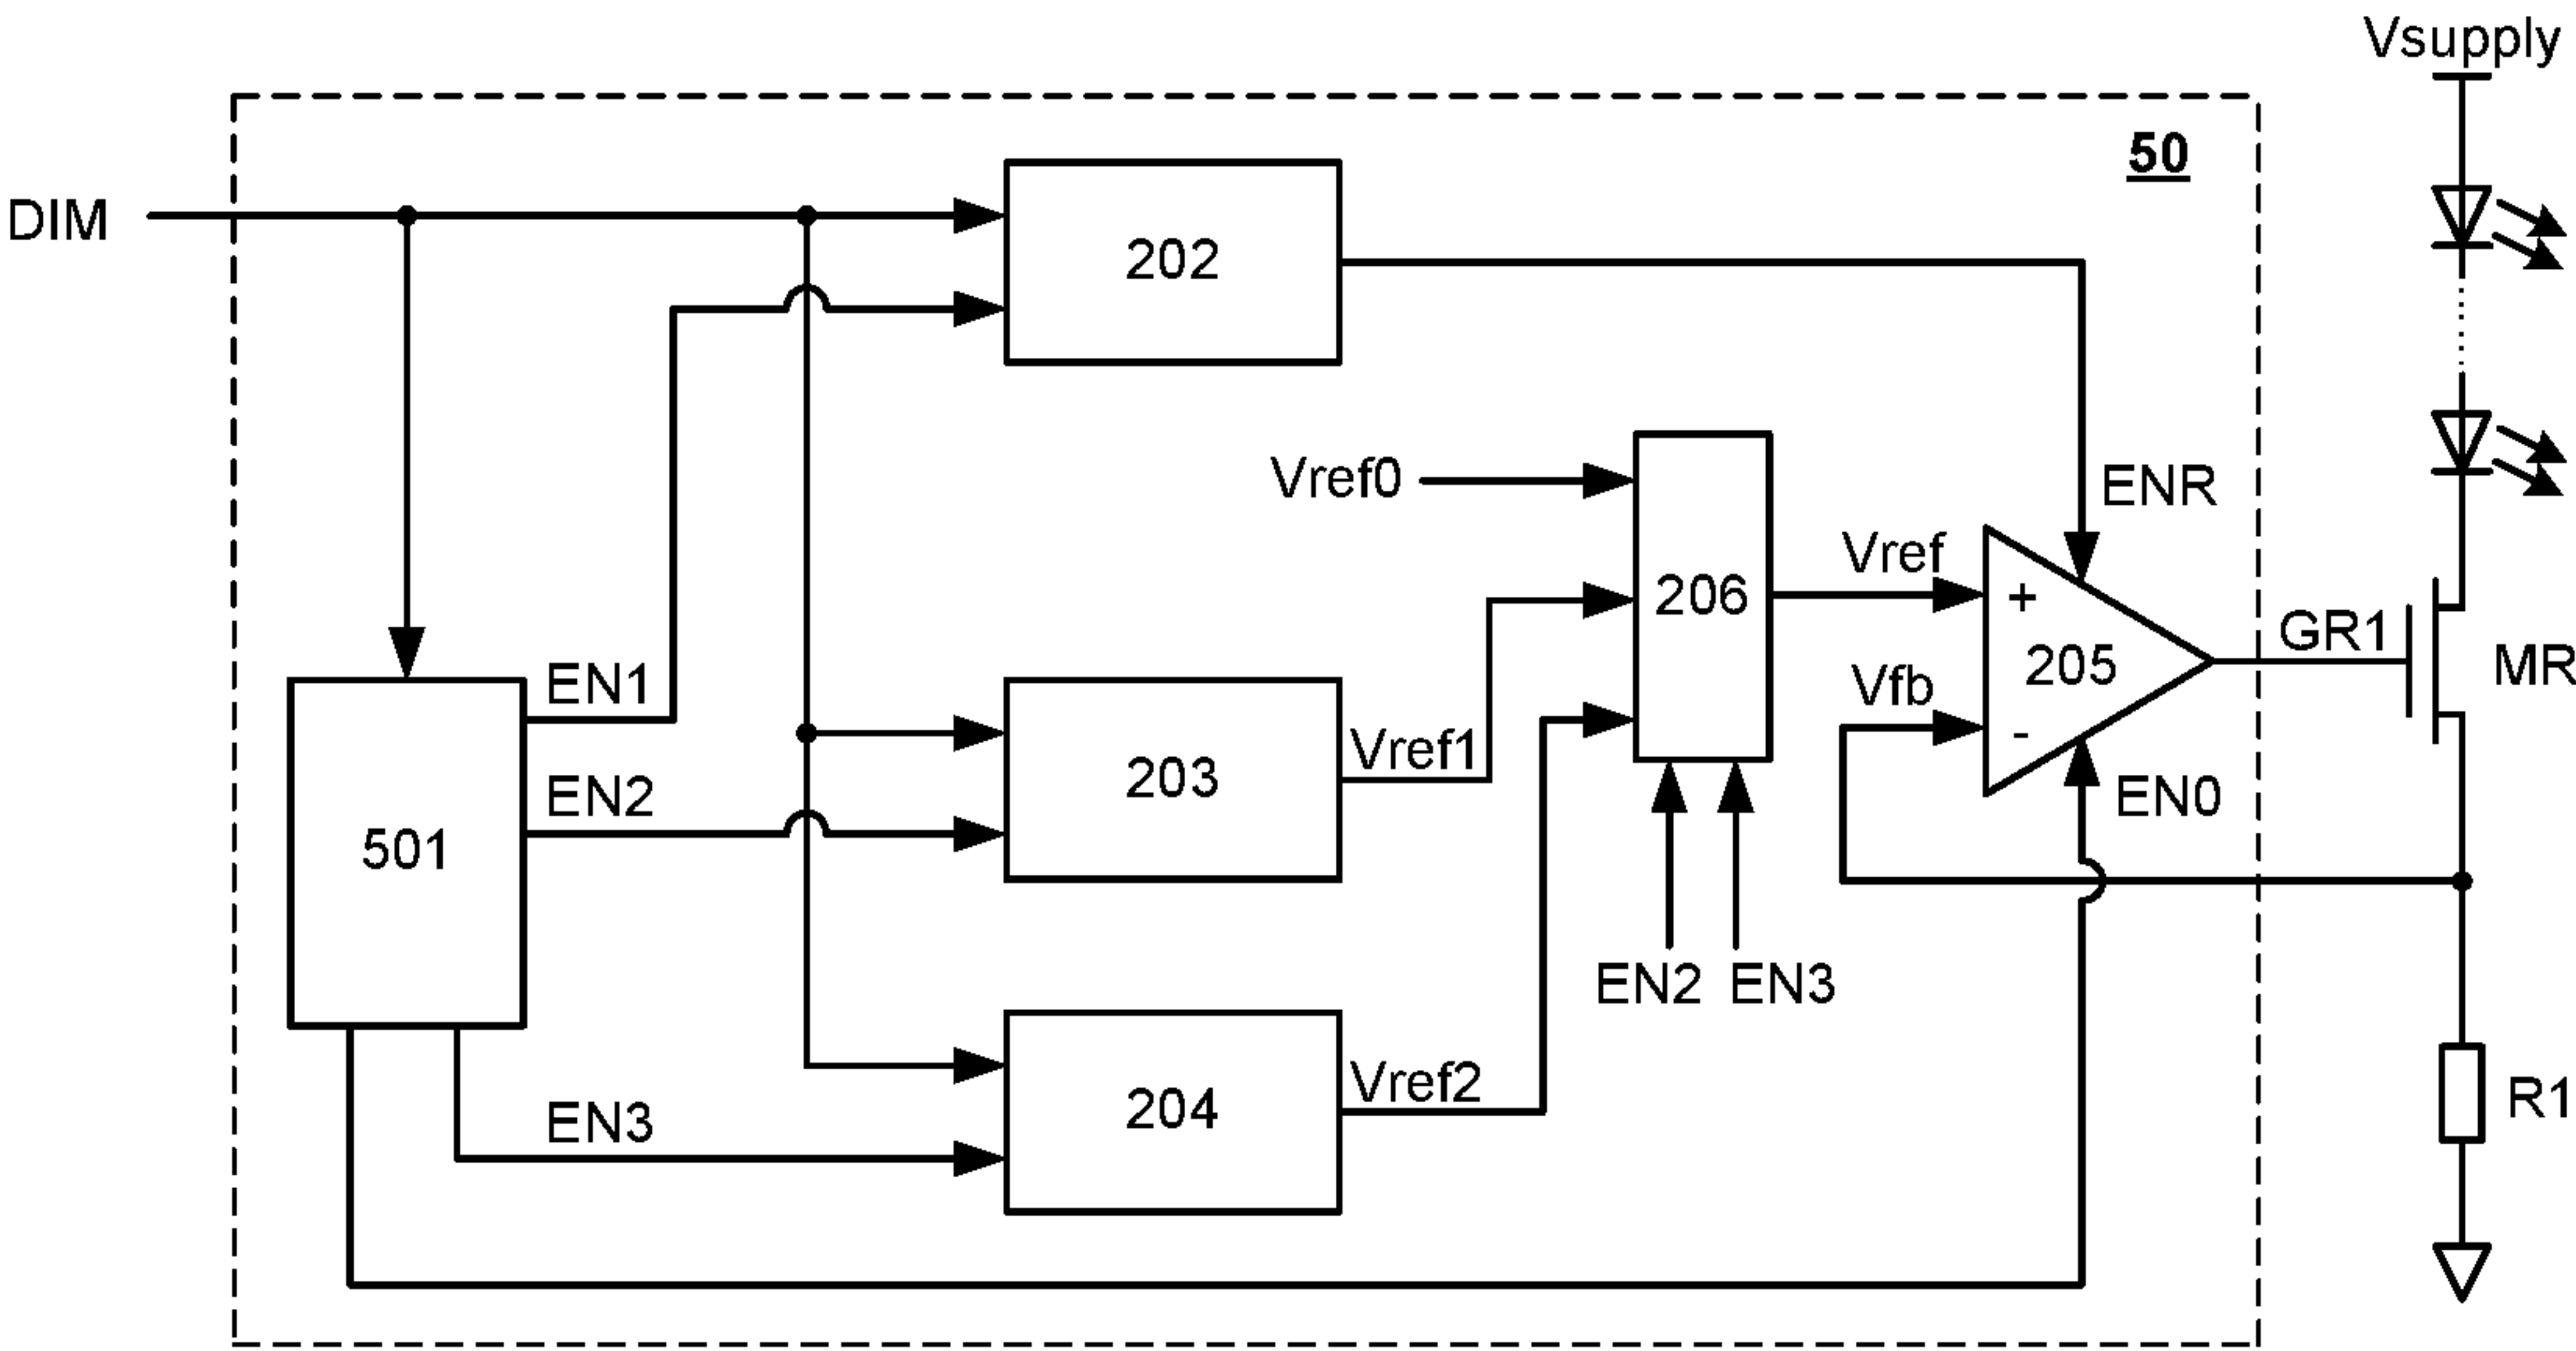 Vsupply
50
DIM
202
ENR
Vref0
Vref
+
206
GR1
MR
205
Vfb
-
EN1
EN2
EN0
Vref1
203
501
EN2 EN3
EN3
Vref2
204
R1